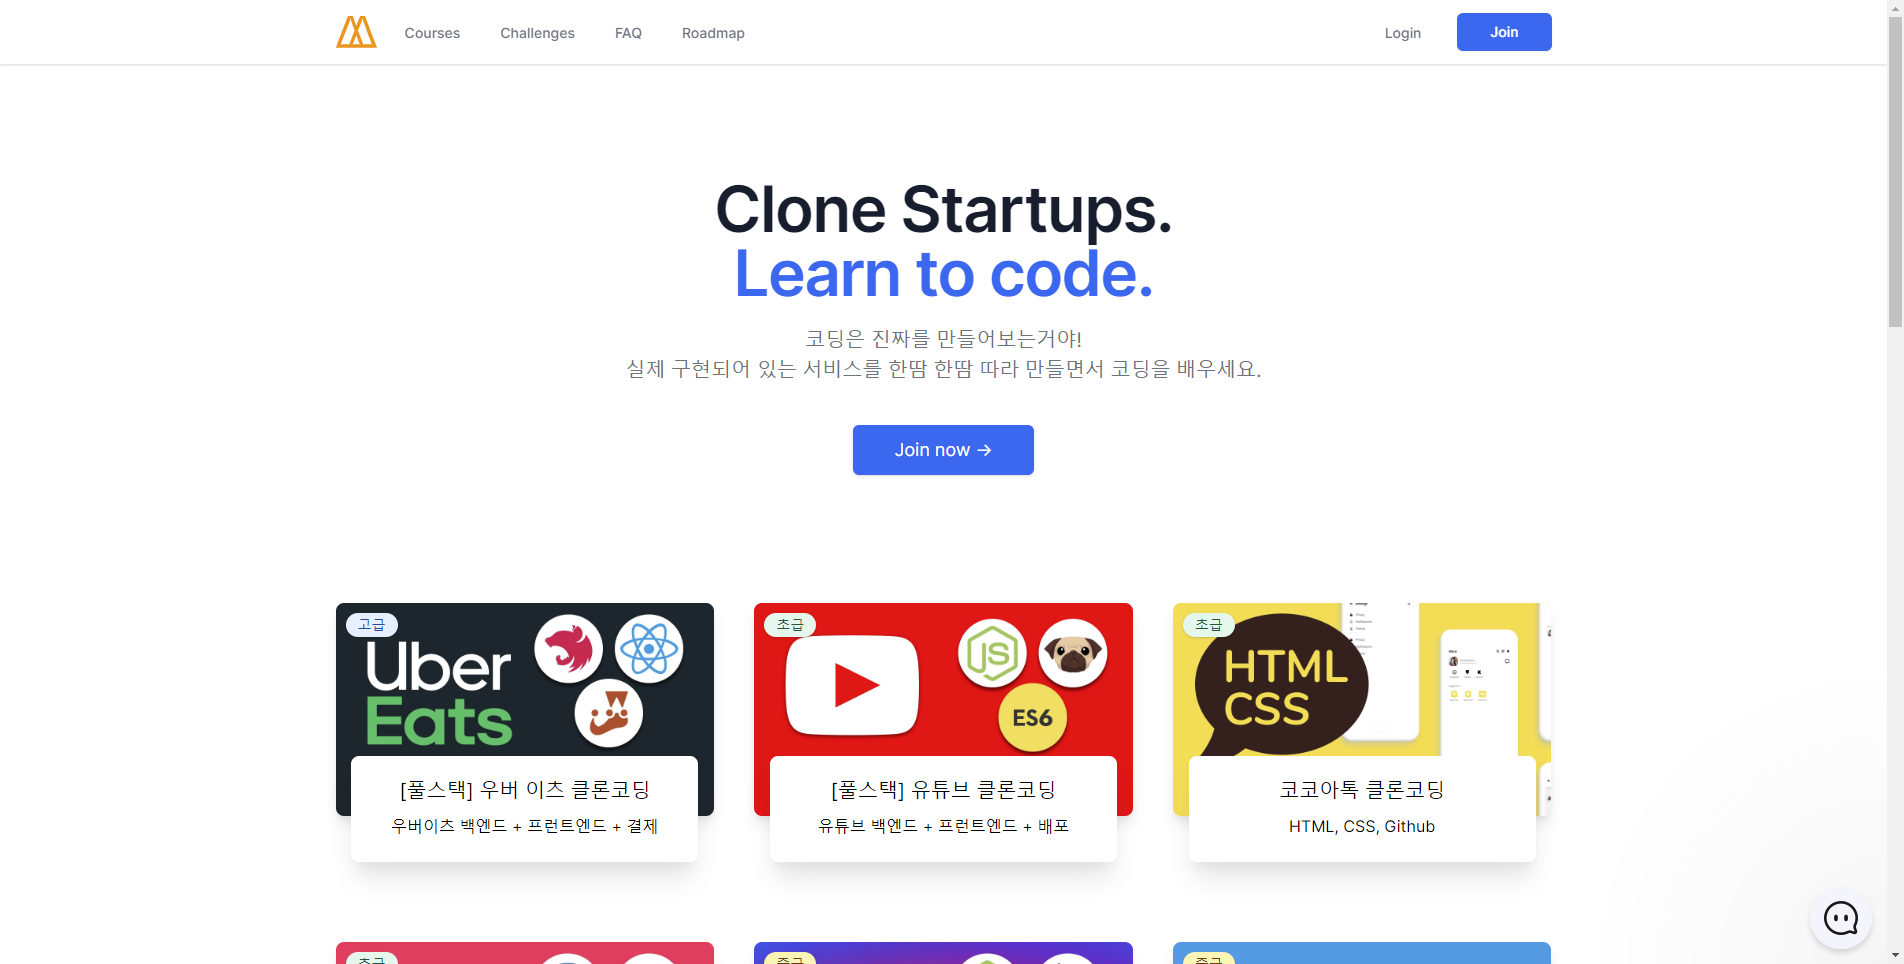 Courses Challenges FAQ Roadmap Login Join
Clone Startups.
Learn to code.
코딩은 진짜를 만들어보는거야!
실제 구현되어 있는 서비스를 한땀 한땀 따라 만들면서 코딩을 배우세요.
Join now →
고급
Uber
Eats
[풀스택] 우버 이츠 클론코딩
우버이츠 백엔드 + 프런트엔드 + 결제
초급
JS
ES6
[풀스택] 유튜브 클론코딩
유튜브 백엔드 + 프런트엔드 + 배포
초급
HTML
CSS
코코아톡 클론코딩
HTML, CSS, Github
초급
중급
중급